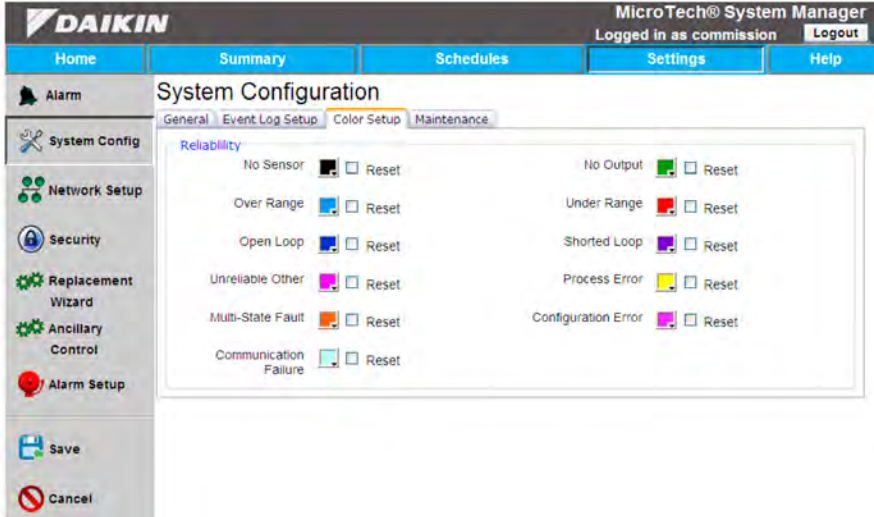 DAIKIN
MicroTech® System Manager
Logged in as commission Logout
Home Summary Schedules Settings Help
Alarm
System Config
Network Setup
Security
Replacement
Wizard
Ancillary
Control
Alarm Setup
Save
Cancel
System Configuration
General Event Log Setup Color Setup Maintenance
Reliablility
No Sensor Reset No Output Reset
Over Range Reset Under Range Reset
Open Loop Reset Shorted Loop Reset
Unreliable Other Reset Process Error Reset
Multi-State Fault Reset Configuration Error Reset
Communication
Failure Reset